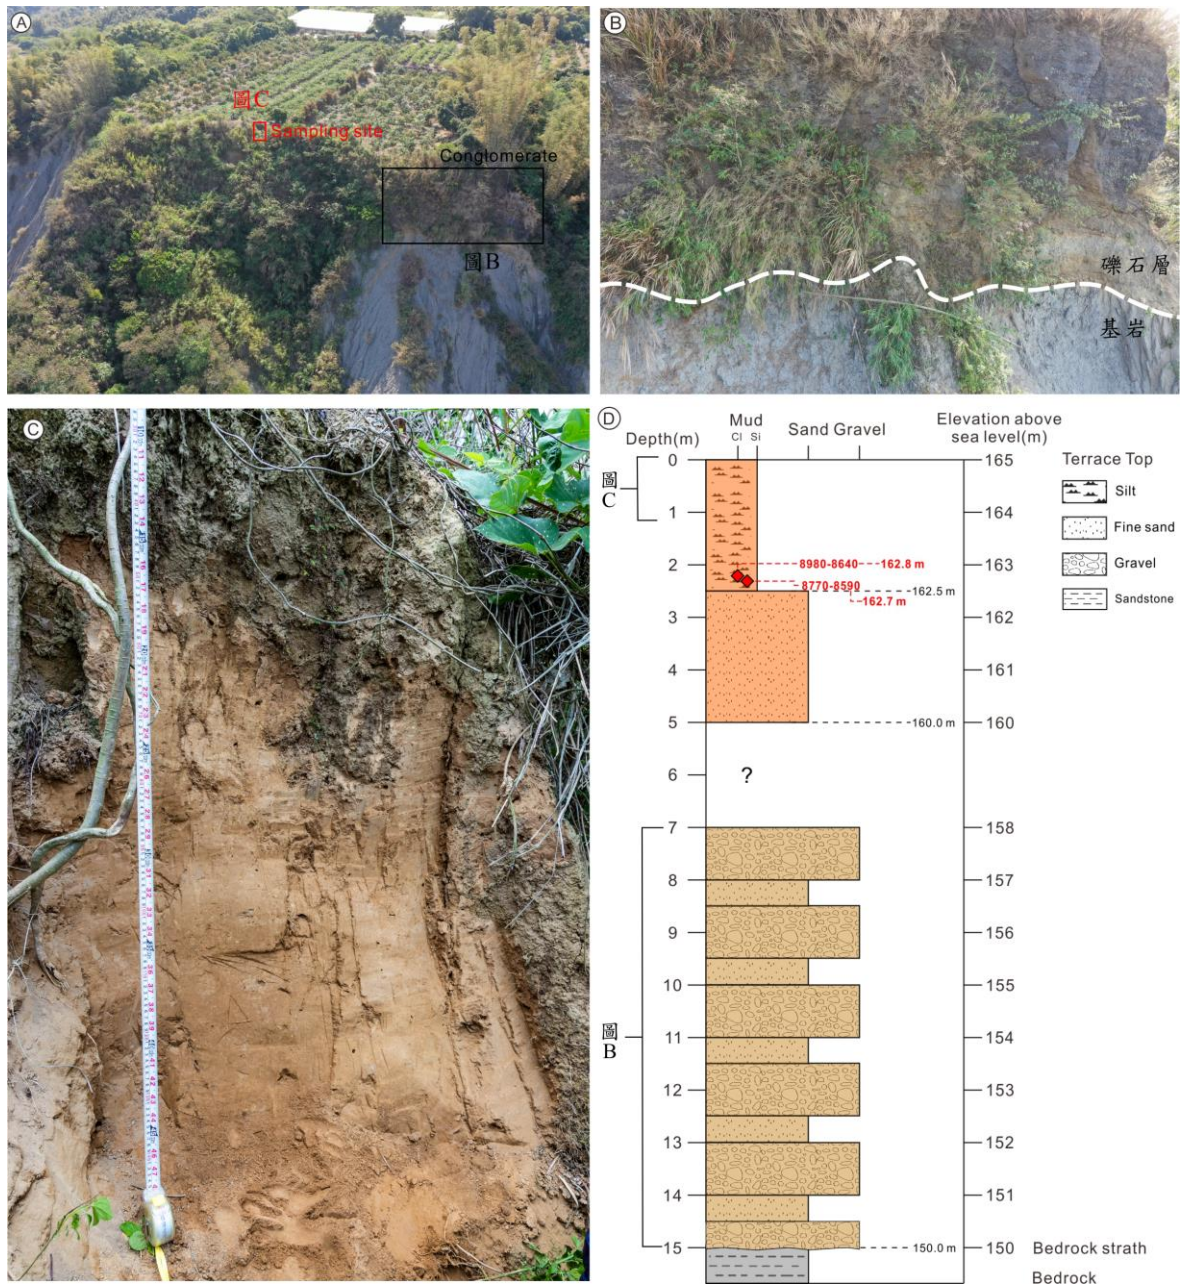 A
圖C
Sampling site
Conglomerate
圖B
B
礫石層
基岩
C
D
Depth(m)
Mud
Cl Si
Sand Gravel
Elevation above
sea level(m)
0
1
2
3
4
5
6
7
8
9
10
11
12
13
14
15
圖
C
圖
B
8980-8640
162.8 m
8770-8590
162.7 m
162.5 m
160.0 m
?
150.0 m
165
164
163
162
161
160
158
157
156
155
154
153
152
151
150
Bedrock strath
Bedrock
Terrace Top
Silt
Fine sand
Gravel
Sandstone